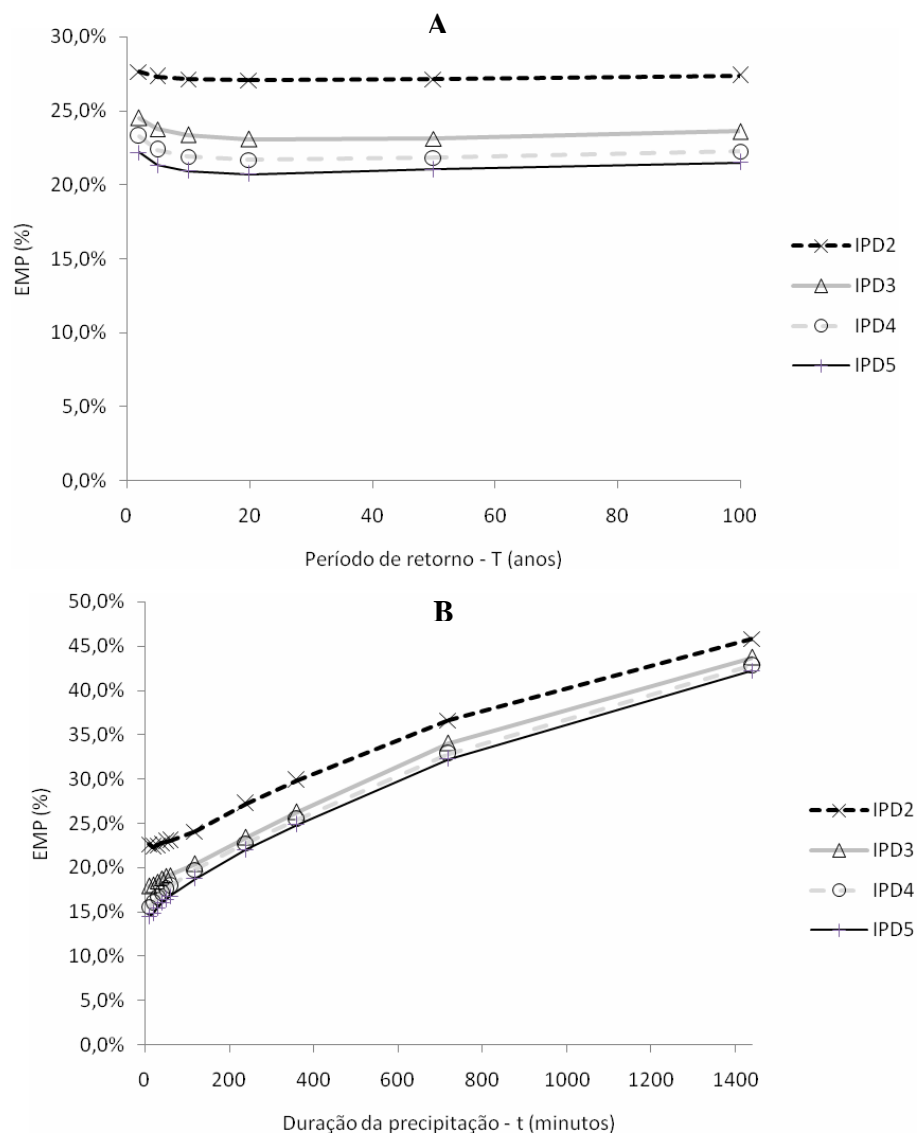 A
30,0%
25,0%
20,0%
15,0%
10,0%
5,0%
0,0%
EMP (%)
0 20 40 60 80 100
Período de retorno - T (anos)
IPD2
IPD3
IPD4
IPD5
B
50,0%
45,0%
40,0%
35,0%
30,0%
25,0%
20,0%
15,0%
10,0%
5,0%
0,0%
EMP (%)
0 200 400 600 800 1000 1200 1400
Duração da precipitação - t (minutos)
IPD2
IPD3
IPD4
IPD5